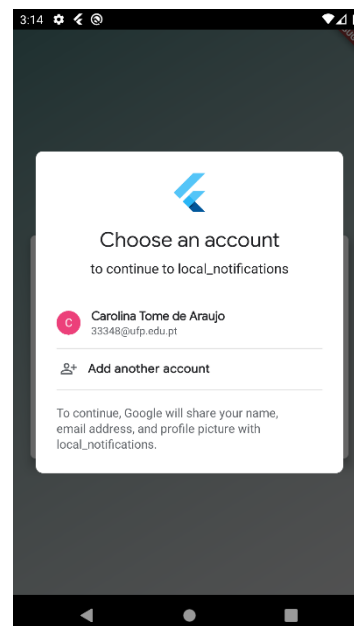 3:14
Choose an account
to continue to local_notifications
C
Carolina Tome de Araujo
33348@ufp.edu.pt
Add another account
To continue, Google will share your name,
email address, and profile picture with
local_notifications.